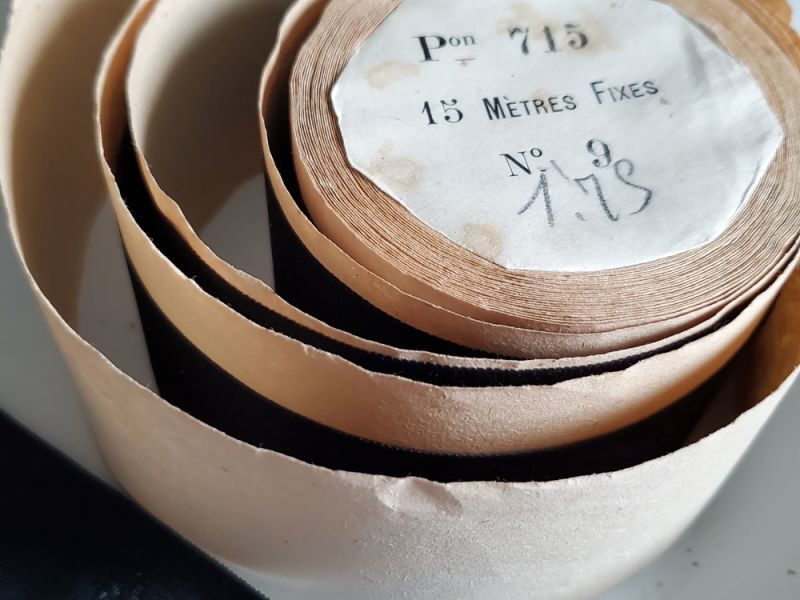 Pon 715
15 MÈTRES FIXES
No 9
1.75